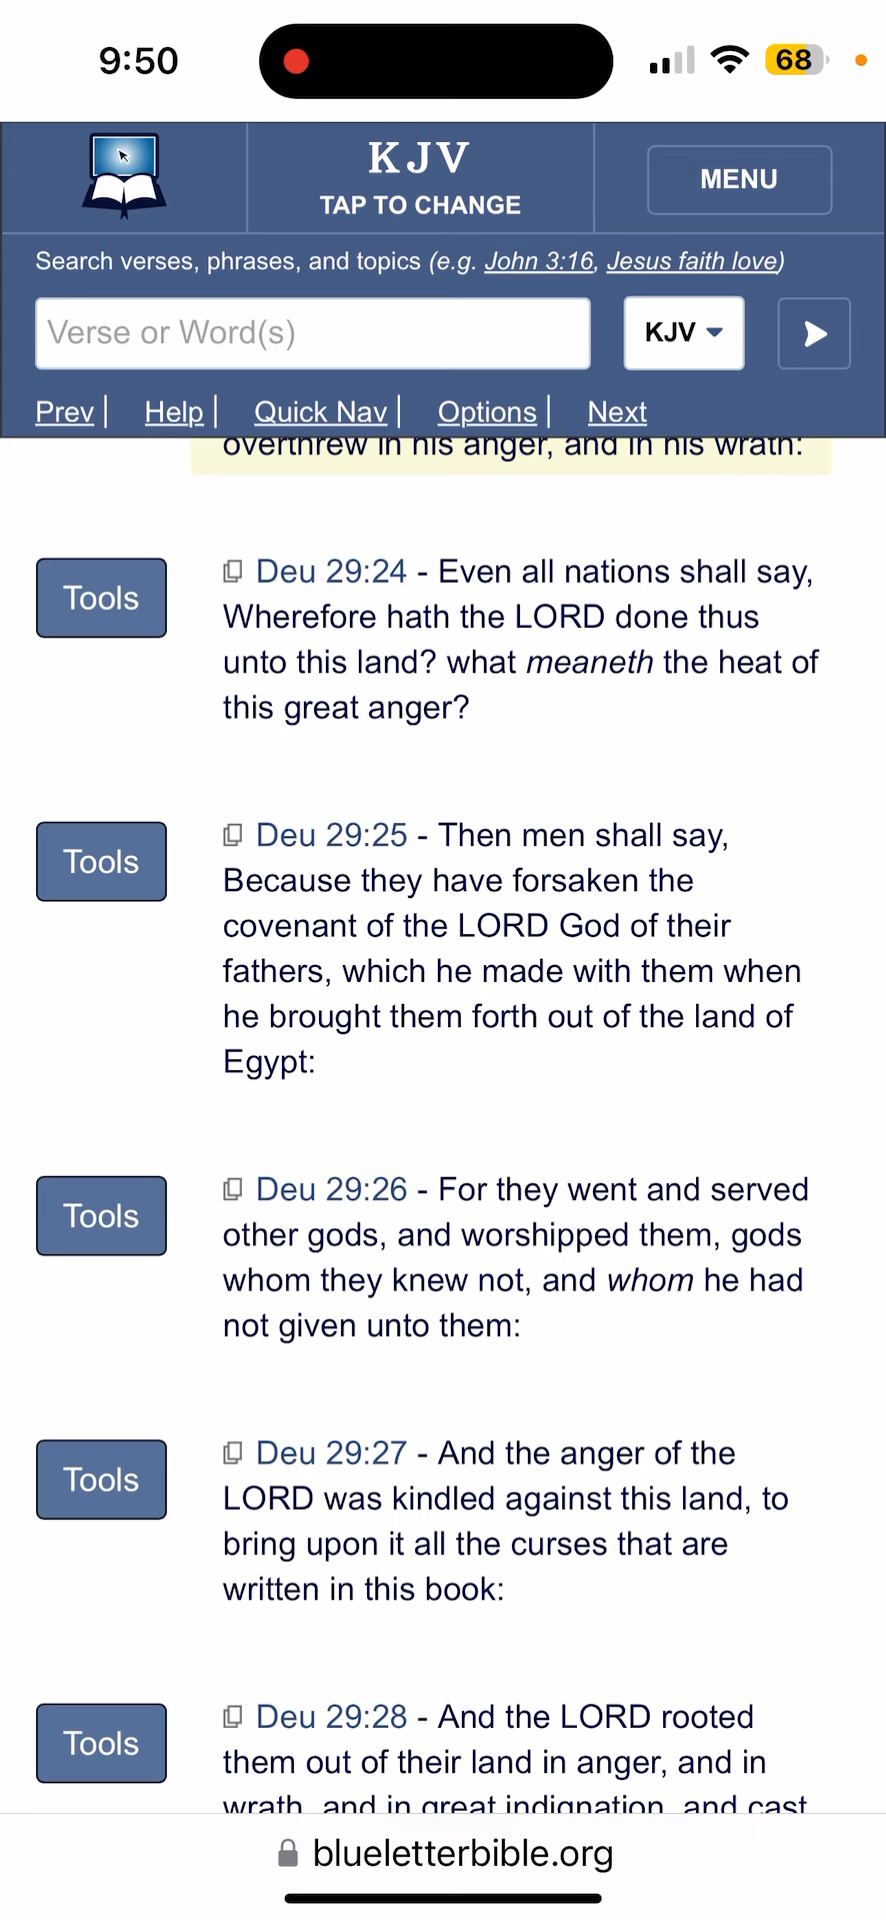 9:50
68
KJV
TAP TO CHANGE
MENU
Search verses, phrases, and topics (e.g. John 3:16, Jesus faith love)
Verse or Word(s)
KJV
Prev | Help | Quick Nav | Options | Next
overthrew in his anger, and in his wrath:
Tools
Deu 29:24 - Even all nations shall say,
Wherefore hath the LORD done thus
unto this land? what meaneth the heat of
this great anger?
Tools
Deu 29:25 - Then men shall say,
Because they have forsaken the
covenant of the LORD God of their
fathers, which he made with them when
he brought them forth out of the land of
Egypt:
Tools
Deu 29:26 - For they went and served
other gods, and worshipped them, gods
whom they knew not, and whom he had
not given unto them:
Tools
Deu 29:27 - And the anger of the
LORD was kindled against this land, to
bring upon it all the curses that are
written in this book:
Tools
Deu 29:28 - And the LORD rooted
them out of their land in anger, and in
wrath, and in great indignation, and cast
blueletterbible.org